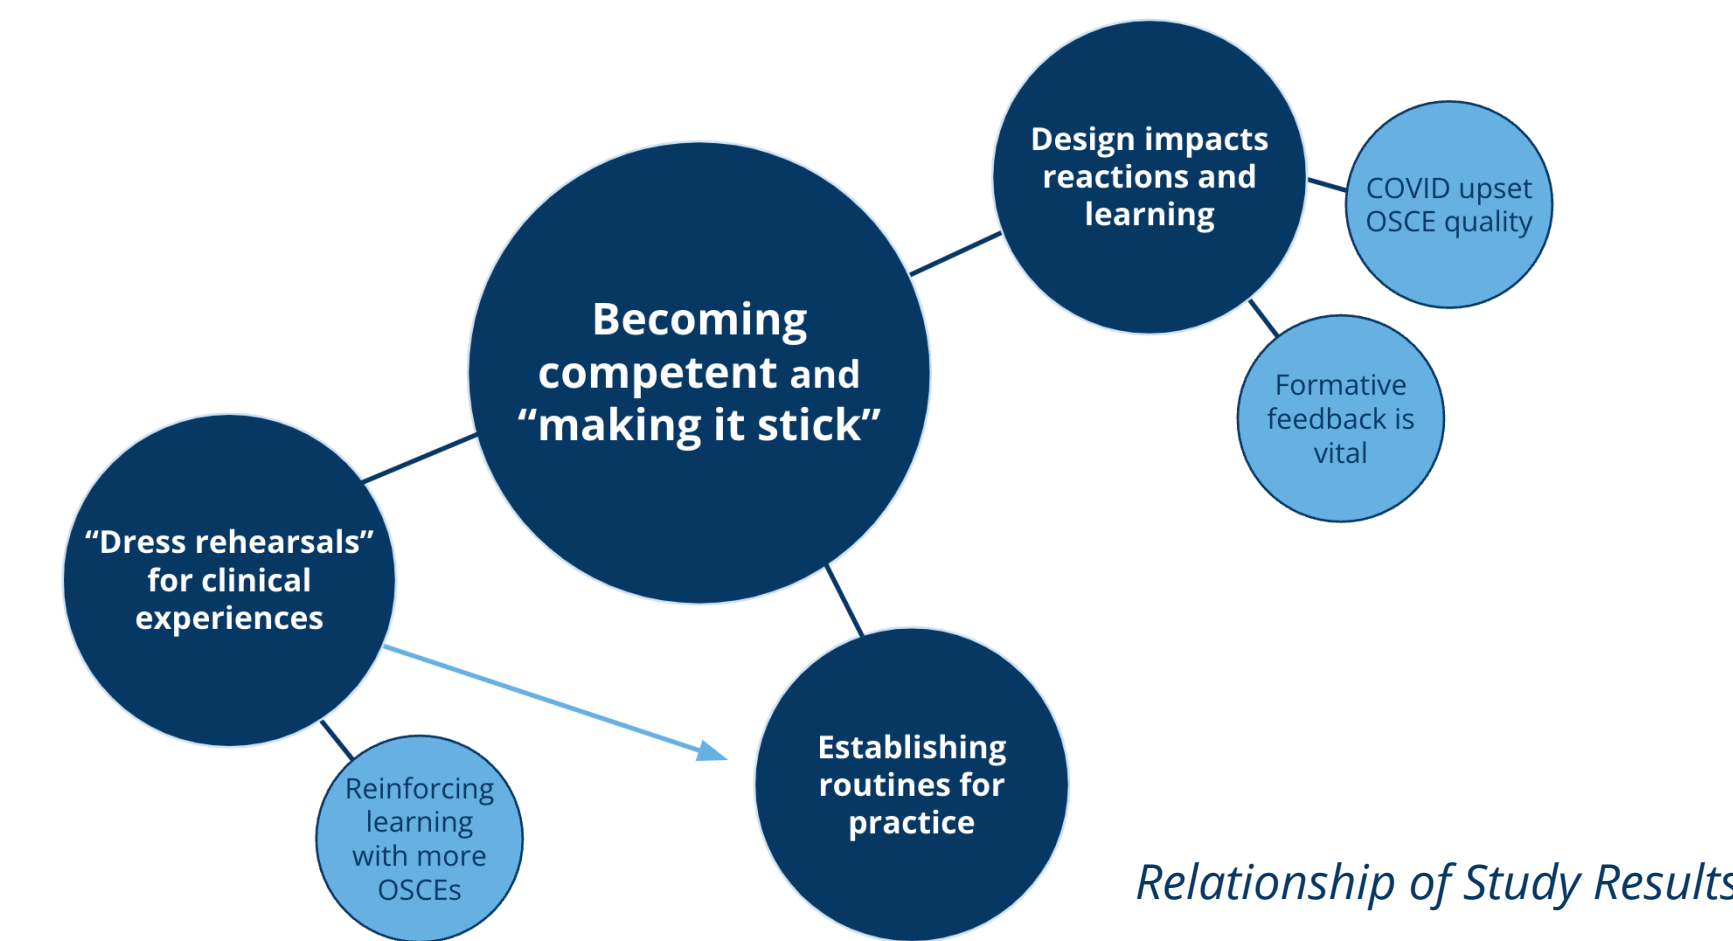 Design impacts
reactions and
learning
COVID upset
OSCE quality
Becoming
competent and
“making it stick”
Formative
feedback is
vital
“Dress rehearsals”
for clinical
experiences
Establishing
routines for
practice
Reinforcing
learning
with more
OSCEs
Relationship of Study Results